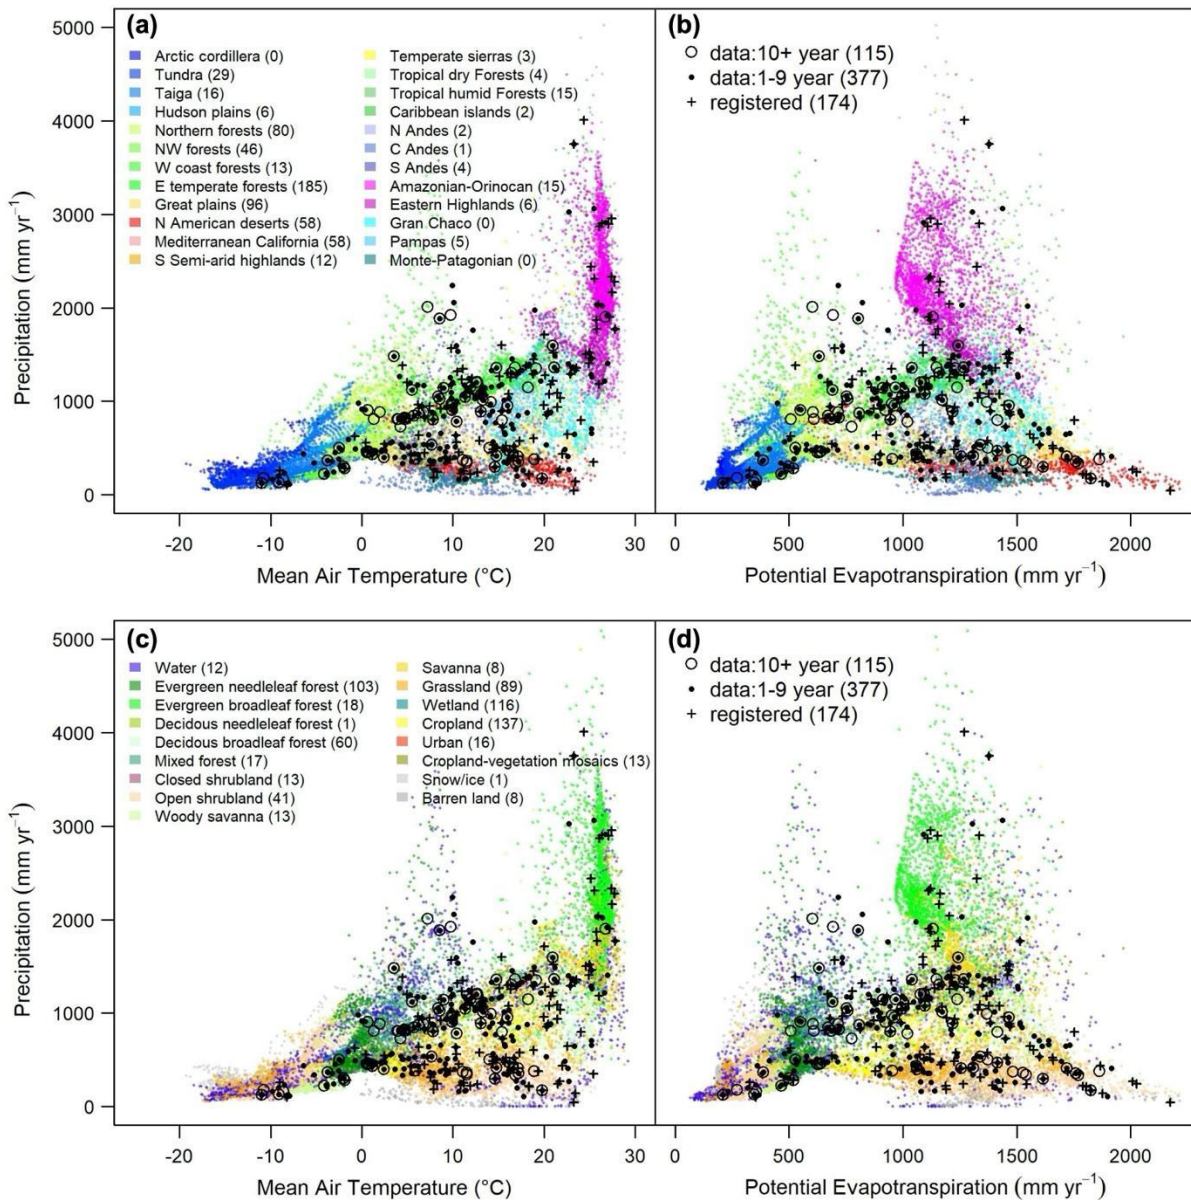 (a)
Arctic cordillera (0)
Tundra (29)
Taiga (16)
Hudson plains (6)
Northern forests (80)
NW forests (46)
W coast forests (13)
E temperate forests (185)
Great plains (96)
N American deserts (58)
Mediterranean California (58)
S Semi-arid highlands (12)
Temperate sierras (3)
Tropical dry Forests (4)
Tropical humid Forests (15)
Caribbean islands (2)
N Andes (2)
C Andes (1)
S Andes (4)
Amazonian-Orinocan (15)
Eastern Highlands (6)
Gran Chaco (0)
Pampas (5)
Monte-Patagonian (0)
5000
4000
3000
2000
1000
0
Precipitation (mm yr⁻¹)
-20 -10 0 10 20 30
Mean Air Temperature (°C)
(b)
data:10+ year (115)
data:1-9 year (377)
+ registered (174)
0 500 1000 1500 2000
Potential Evapotranspiration (mm yr⁻¹)
(c)
Water (12)
Evergreen needleleaf forest (103)
Evergreen broadleaf forest (18)
Decidous needleleaf forest (1)
Decidous broadleaf forest (60)
Mixed forest (17)
Closed shrubland (13)
Open shrubland (41)
Woody savanna (13)
Savanna (8)
Grassland (89)
Wetland (116)
Cropland (137)
Urban (16)
Cropland-vegetation mosaics (13)
Snow/ice (1)
Barren land (8)
5000
4000
3000
2000
1000
0
Precipitation (mm yr⁻¹)
-20 -10 0 10 20 30
Mean Air Temperature (°C)
(d)
data:10+ year (115)
data:1-9 year (377)
+ registered (174)
0 500 1000 1500 2000
Potential Evapotranspiration (mm yr⁻¹)